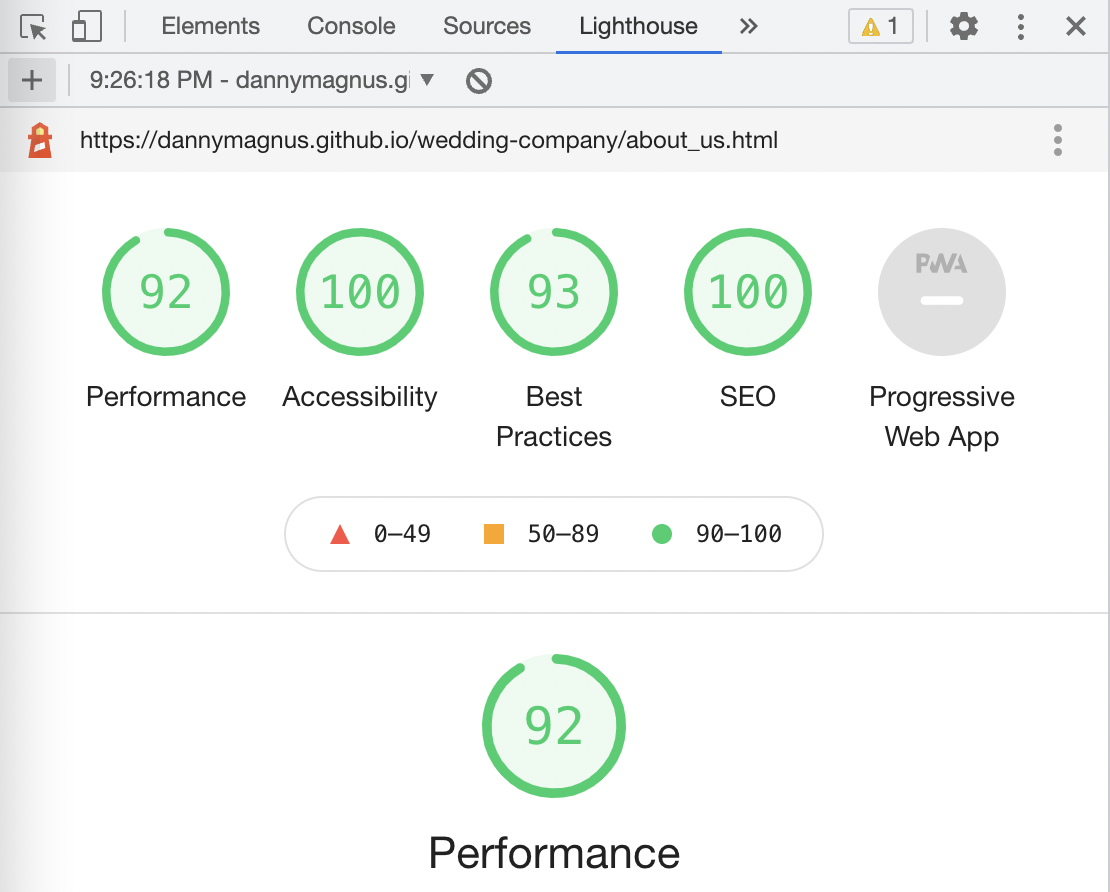 Elements Console Sources Lighthouse » 1
9:26:18 PM - dannymagnus.gi
https://dannymagnus.github.io/wedding-company/about_us.html
92 100 93 100 PWA
Performance Accessibility Best Practices SEO Progressive Web App
0–49 50–89 90–100
92
Performance